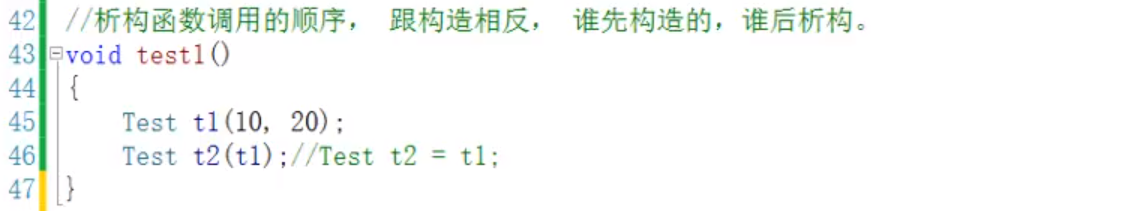 42 //析构函数调用的顺序， 跟构造相反， 谁先构造的，谁后析构。
43 void test1()
44 {
45 Test t1(10, 20);
46 Test t2(t1);//Test t2 = t1;
47 }